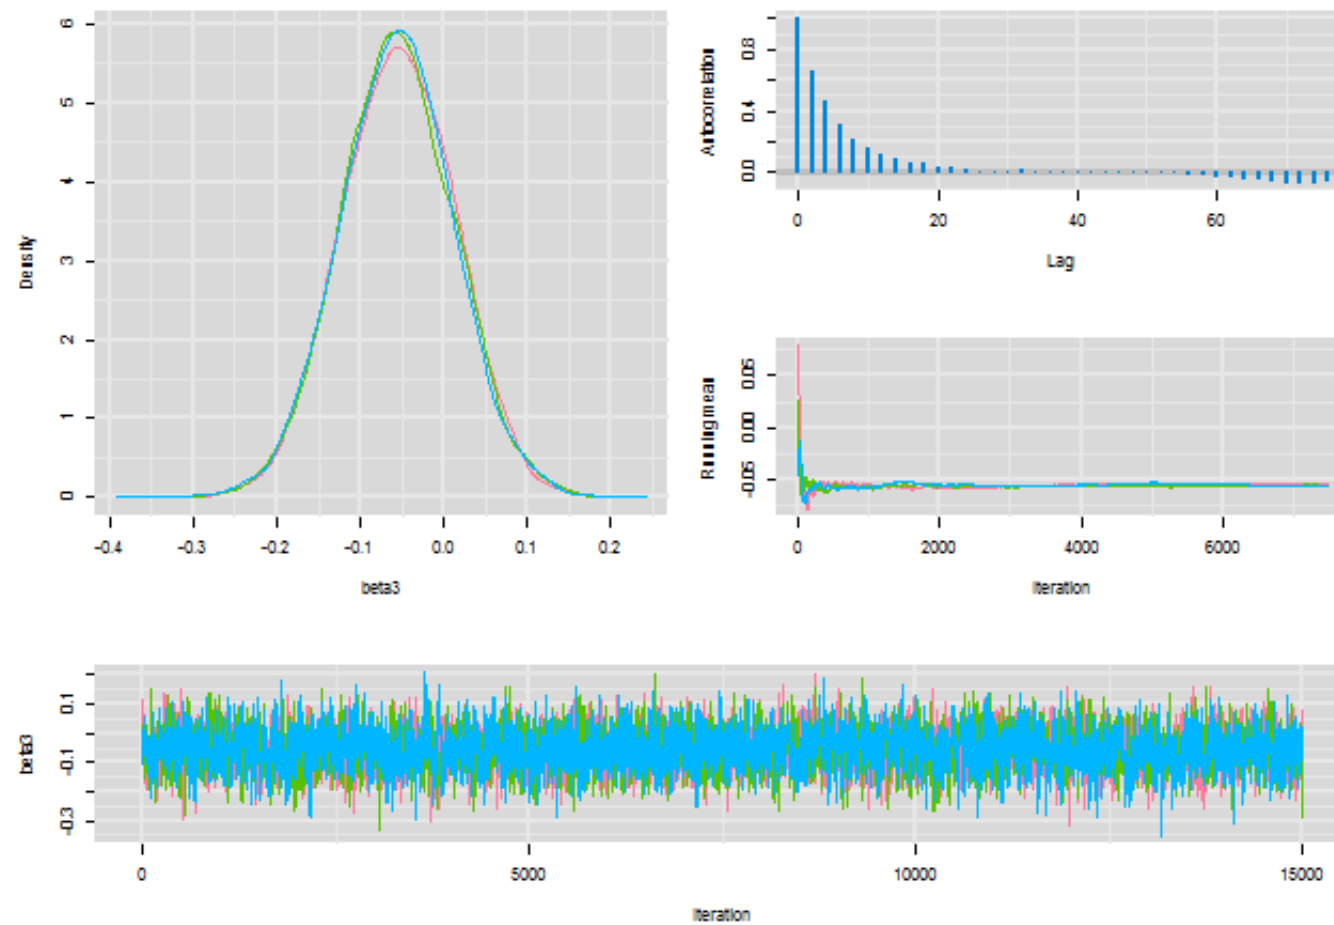 Density
6
5
4
3
2
1
0
-0.4 -0.3 -0.2 -0.1 0.0 0.1 0.2
beta3
Autocorrelation
0.8
0.4
0.0
0 20 40 60
Lag
Running mean
0.05
0.00
-0.05
0 2000 4000 6000
Iteration
beta3
0.1
-0.1
-0.3
0 5000 10000 15000
Iteration